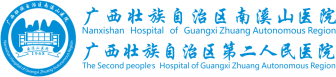 广西壮族自治区南溪山医院
Nanxishan Hospital of Guangxi Zhuang Autonomous Region
广西壮族自治区第二人民医院
The Second peoples Hospital of Guangxi Zhuang Autonomous Region